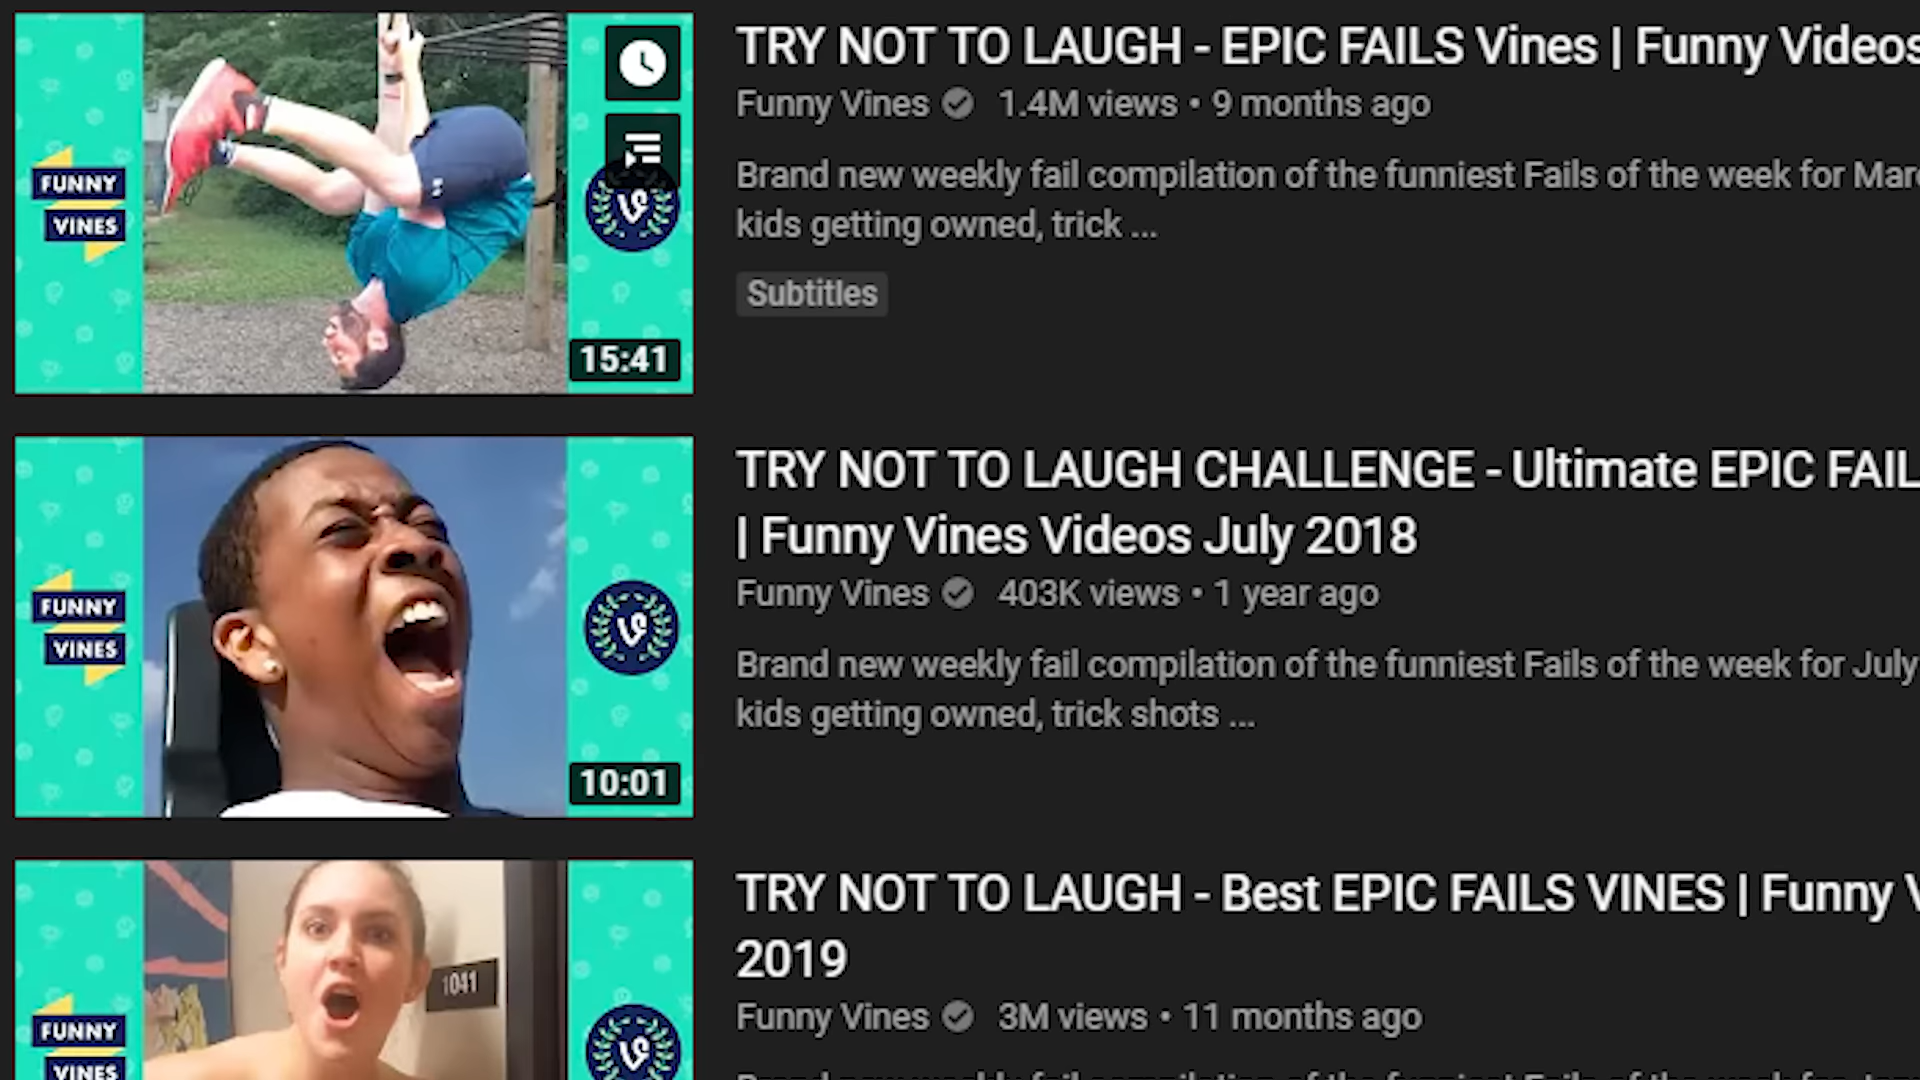 FUNNY
VINES
15:41
TRY NOT TO LAUGH - EPIC FAILS Vines | Funny Videos
Funny Vines 1.4M views • 9 months ago
Brand new weekly fail compilation of the funniest Fails of the week for
kids getting owned, trick ...
Subtitles
FUNNY
VINES
10:01
TRY NOT TO LAUGH CHALLENGE - Ultimate EPIC FAIL
| Funny Vines Videos July 2018
Funny Vines 403K views • 1 year ago
Brand new weekly fail compilation of the funniest Fails of the week for July
kids getting owned, trick shots ...
1041
FUNNY
VINES
TRY NOT TO LAUGH - Best EPIC FAILS VINES | Funny
2019
Funny Vines 3M views • 11 months ago